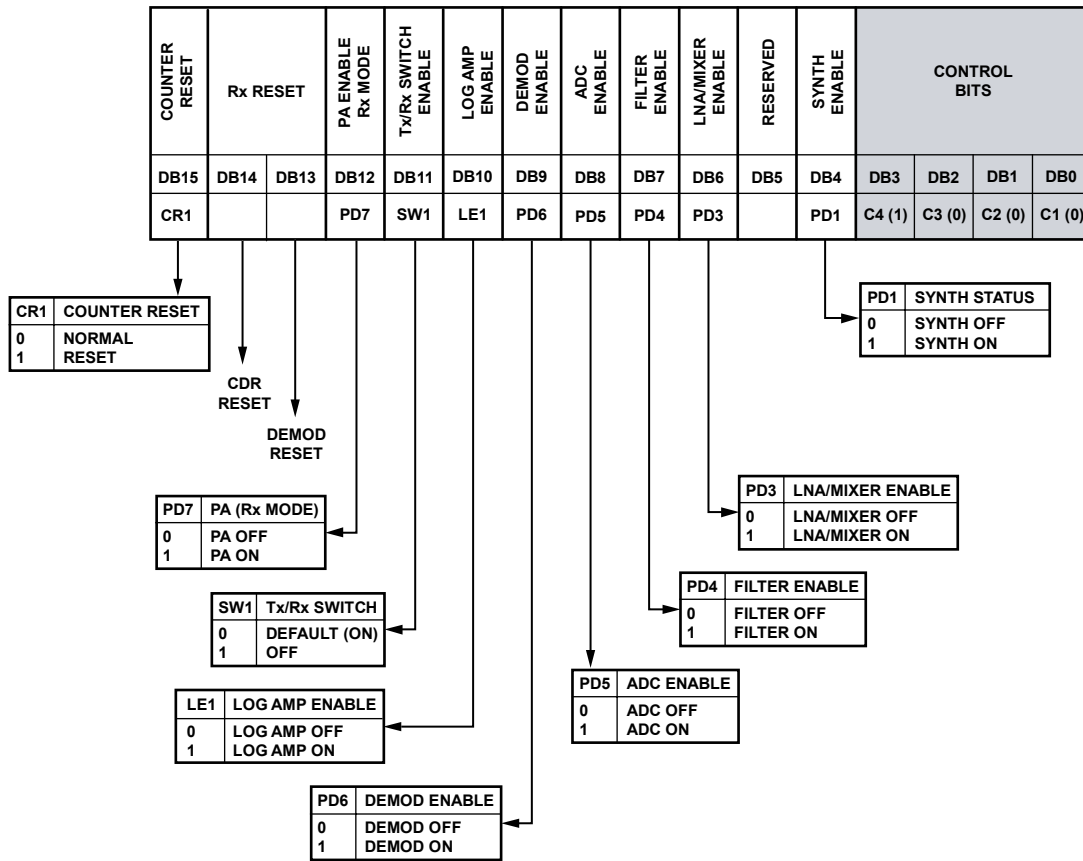 COUNTER
RESET
Rx RESET
PA ENABLE
Rx MODE
Tx/Rx SWITCH
ENABLE
LOG AMP
ENABLE
DEMOD
ENABLE
ADC
ENABLE
FILTER
ENABLE
LNA/MIXER
ENABLE
RESERVED
SYNTH
ENABLE
CONTROL
BITS
DB15 DB14 DB13 DB12 DB11 DB10 DB9 DB8 DB7 DB6 DB5 DB4 DB3 DB2 DB1 DB0
CR1 PD7 SW1 LE1 PD6 PD5 PD4 PD3 PD1 C4 (1) C3 (0) C2 (0) C1 (0)
CR1 COUNTER RESET
0 NORMAL
1 RESET
PD1 SYNTH STATUS
0 SYNTH OFF
1 SYNTH ON
CDR
RESET
DEMOD
RESET
PD7 PA (Rx MODE)
0 PA OFF
1 PA ON
PD3 LNA/MIXER ENABLE
0 LNA/MIXER OFF
1 LNA/MIXER ON
SW1 Tx/Rx SWITCH
0 DEFAULT (ON)
1 OFF
PD4 FILTER ENABLE
0 FILTER OFF
1 FILTER ON
LE1 LOG AMP ENABLE
0 LOG AMP OFF
1 LOG AMP ON
PD5 ADC ENABLE
0 ADC OFF
1 ADC ON
PD6 DEMOD ENABLE
0 DEMOD OFF
1 DEMOD ON